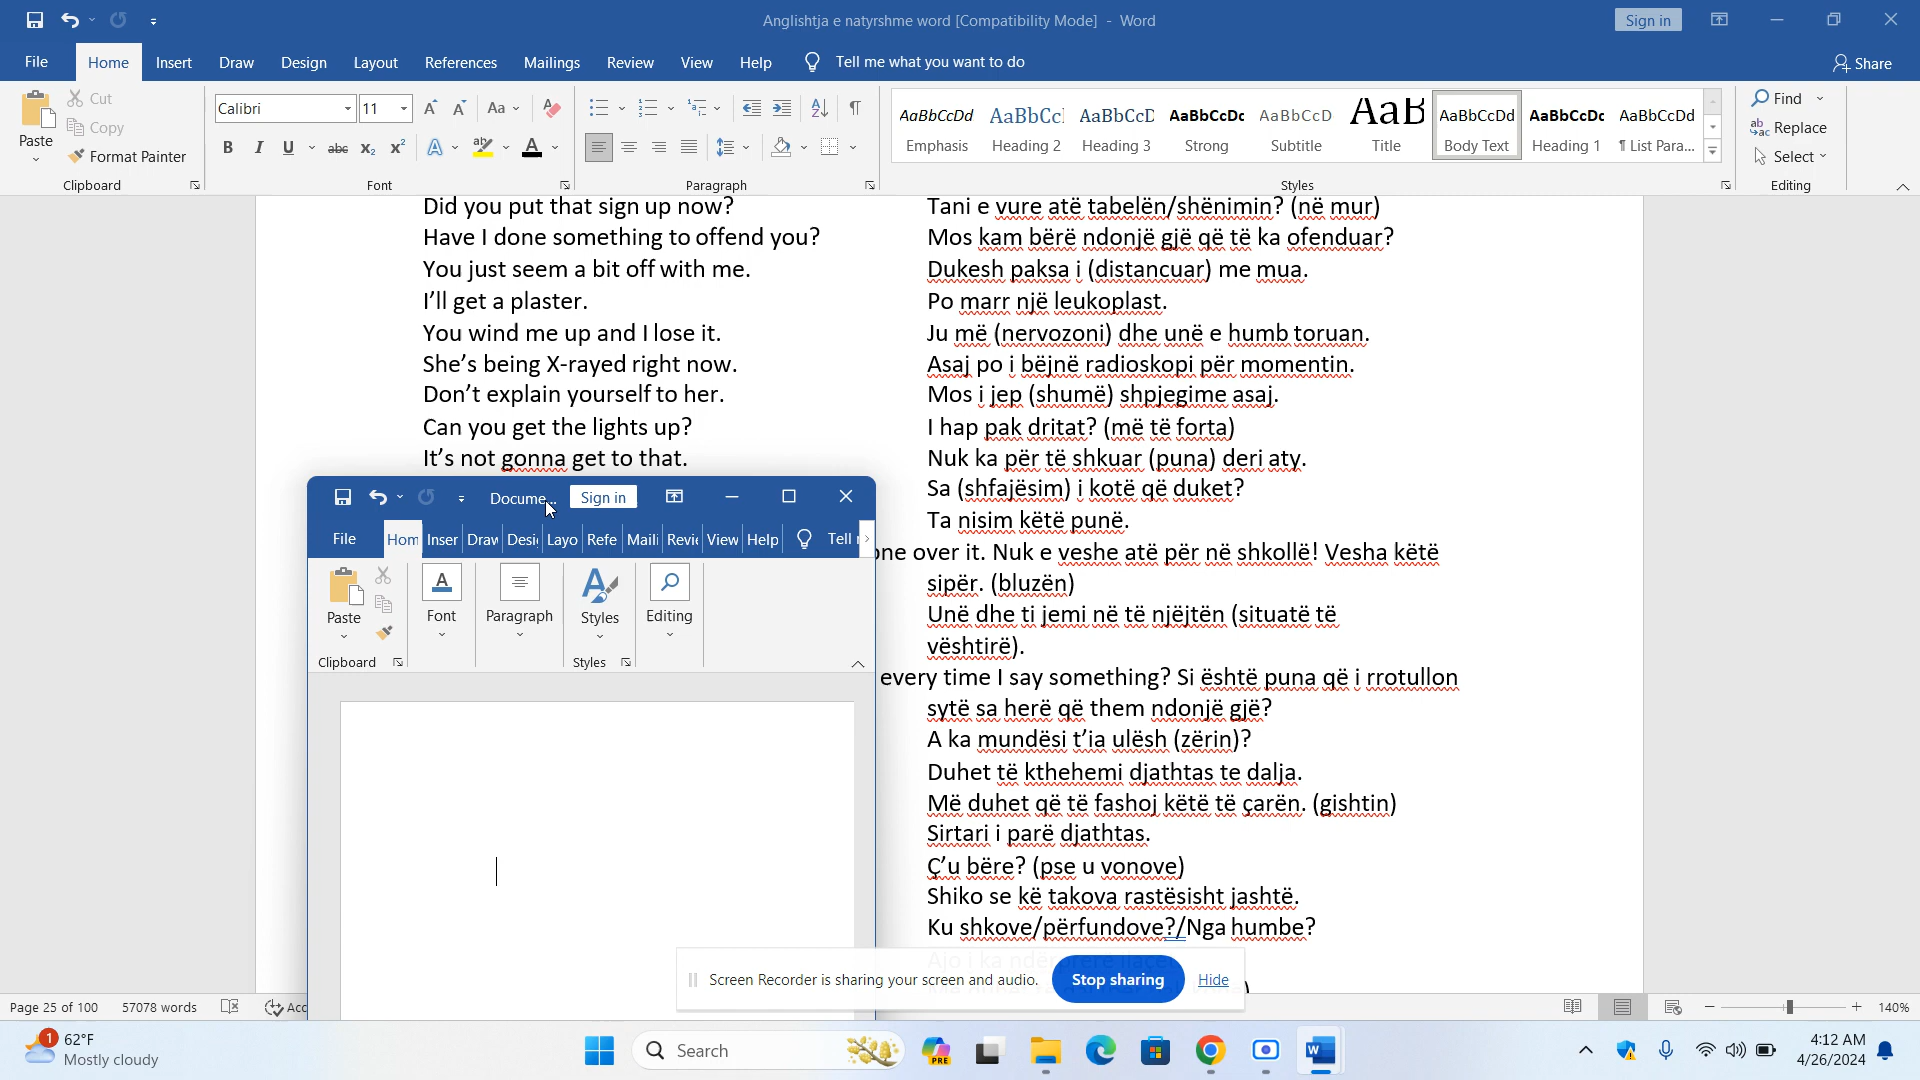 Anglishtja e natyrshme word [Compatibility Mode] - Word
Sign in
File Home Insert Draw Design Layout References Mailings Review View Help Tell me what you want to do Share
Paste
Cut
Copy
Format Painter
Clipboard
Calibri 11
Font
Paragraph
AaBbCcDd Emphasis
AaBbCc Heading 2
AaBbCcD Heading 3
AaBbCcDc Strong
AaBbCcD Subtitle
AaB Title
AaBbCcDd Body Text
AaBbCcDc Heading 1
AaBbCcDd ¶ List Para...
Styles
Find
Replace
Select
Editing
Did you put that sign up now? Tani e vure atë tabelën/shënimin? (në mur)
Have I done something to offend you? Mos kam bërë ndonjë gjë që të ka ofenduar?
You just seem a bit off with me. Dukesh paksa i (distancuar) me mua.
I’ll get a plaster. Po marr një leukoplast.
You wind me up and I lose it. Ju më (nervozoni) dhe unë e humb toruan.
She’s being X-rayed right now. Asaj po i bëjnë radioskopi për momentin.
Don’t explain yourself to her. Mos i jep (shumë) shpjegime asaj.
Can you get the lights up? I hap pak dritat? (më të forta)
It’s not gonna get to that. Nuk ka për të shkuar (puna) deri aty.
Sa (shfajësim) i kotë që duket?
Ta nisim këtë punë.
one over it. Nuk e veshe atë për në shkollë! Vesha këtë
sipër. (bluzën)
Unë dhe ti jemi në të njëjtën (situatë të
vështirë).
every time I say something? Si është puna që i rrotullon
sytë sa herë që them ndonjë gjë?
A ka mundësi t’ia ulësh (zërin)?
Duhet të kthehemi djathtas te dalja.
Më duhet që të fashoj këtë të çarën. (gishtin)
Sirtari i parë djathtas.
Ç’u bëre? (pse u vonove)
Shiko se kë takova rastësisht jashtë.
Ku shkove/përfundove?/Nga humbe?
Docume... Sign in
File Hom Inser Draw Desi Layo Refe Maili Revie View Help Tell
Paste
Font
Paragraph
Styles
Editing
Clipboard
Styles
Screen Recorder is sharing your screen and audio. Stop sharing Hide
Page 25 of 100 57078 words Acc 140%
1 62°F
Mostly cloudy
Search
PRE
4:12 AM
4/26/2024